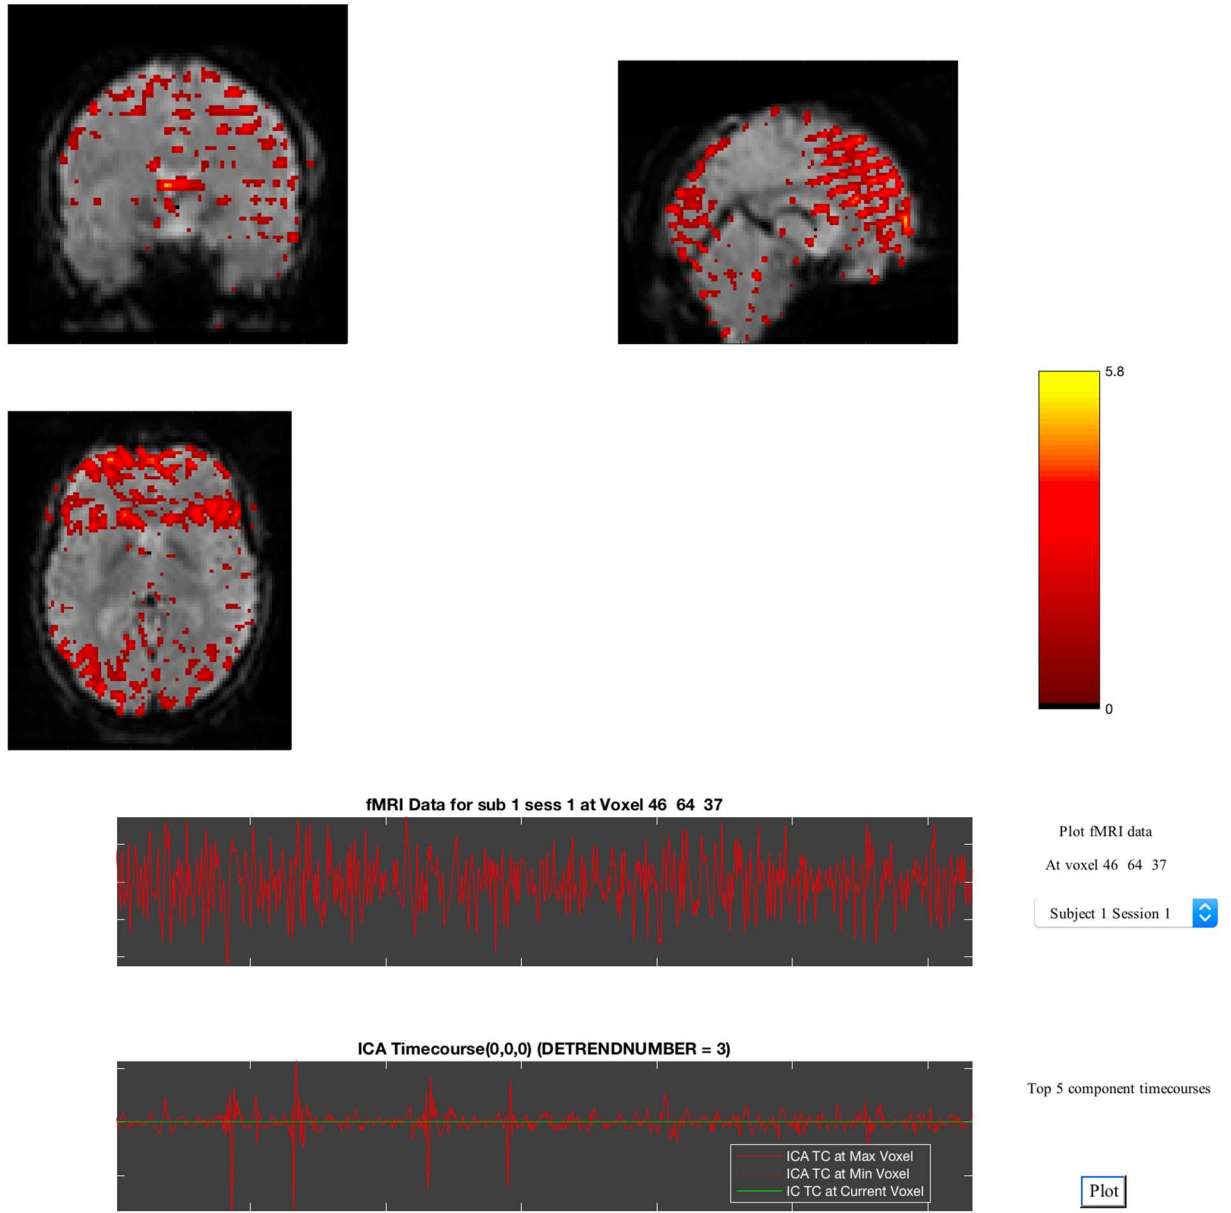 5.8
0
fMRI Data for sub 1 sess 1 at Voxel 46 64 37
Plot fMRI data
At voxel 46 64 37
Subject 1 Session 1
ICA Timecourse(0,0,0) (DETRENDNUMBER = 3)
Top 5 component timecourses
ICA TC at Max Voxel
ICA TC at Min Voxel
IC TC at Current Voxel
Plot